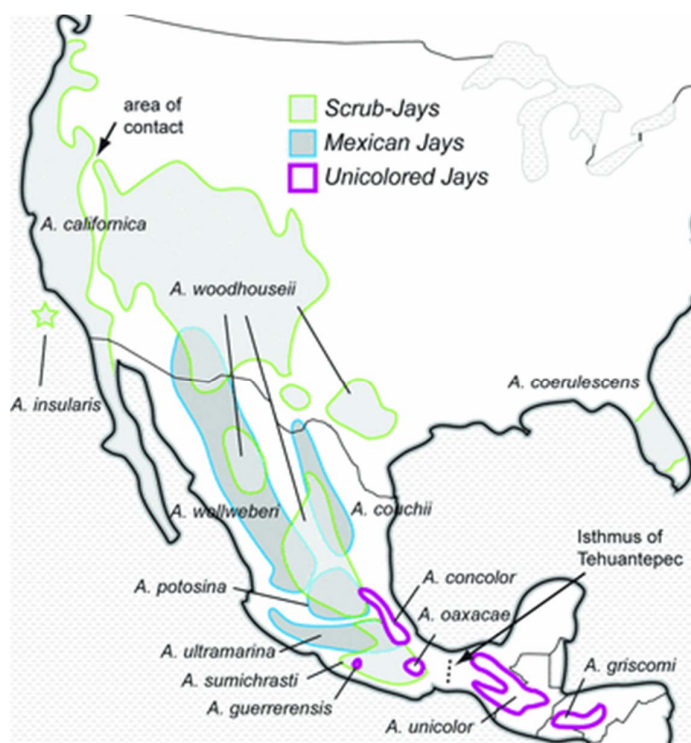 area of
contact
Scrub-Jays
Mexican Jays
Unicolored Jays
A. californica
A. woodhouseii
A. insularis
A. coerulescens
A. wollweberi
A. couchii
Isthmus of
Tehuantepec
A. potosina
A. concolor
A. oaxacae
A. ultramarina
A. sumichrasti
A. griscomi
A. guerrerensis
A. unicolor